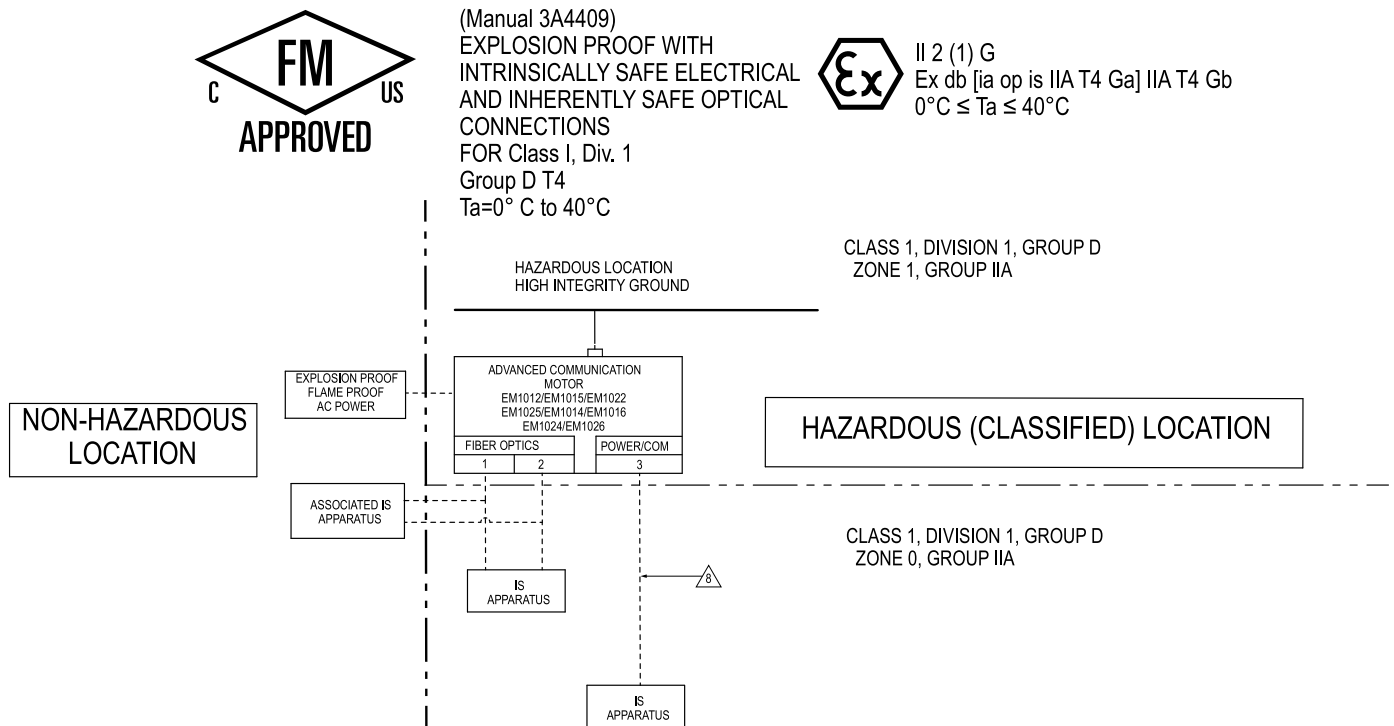 FM
C
US
APPROVED
(Manual 3A4409)
EXPLOSION PROOF WITH
INTRINSICALLY SAFE ELECTRICAL
AND INHERENTLY SAFE OPTICAL
CONNECTIONS
FOR Class I, Div. 1
Group D T4
Ta=0° C to 40°C
Ex
II 2 (1) G
Ex db [ia op is IIA T4 Ga] IIA T4 Gb
0°C ≤ Ta ≤ 40°C
HAZARDOUS LOCATION
HIGH INTEGRITY GROUND
CLASS 1, DIVISION 1, GROUP D
ZONE 1, GROUP IIA
EXPLOSION PROOF
FLAME PROOF
AC POWER
ADVANCED COMMUNICATION
MOTOR
EM1012/EM1015/EM1022
EM1025/EM1014/EM1016
EM1024/EM1026
FIBER OPTICS
POWER/COM
1
2
3
NON-HAZARDOUS
LOCATION
HAZARDOUS (CLASSIFIED) LOCATION
ASSOCIATED IS
APPARATUS
CLASS 1, DIVISION 1, GROUP D
ZONE 0, GROUP IIA
IS
APPARATUS
8
IS
APPARATUS